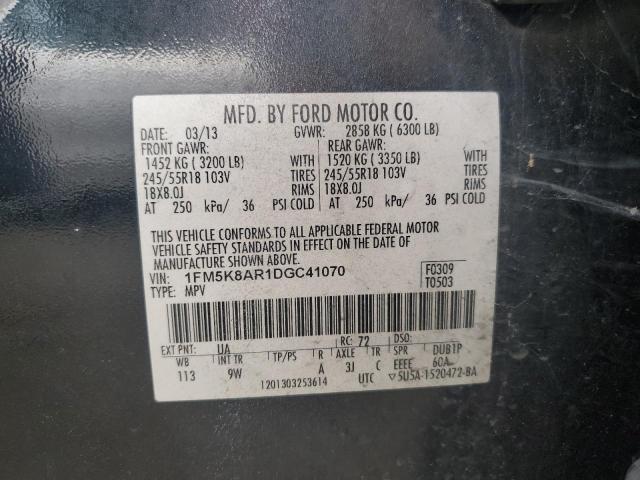 MFD. BY FORD MOTOR CO.
DATE: 03/13 GVWR: 2858 KG ( 6300 LB)
FRONT GAWR: REAR GAWR:
1452 KG ( 3200 LB) WITH 1520 KG ( 3350 LB) WITH
245/55R18 103V TIRES 245/55R18 103V TIRES
18X8.0J RIMS 18X8.0J RIMS
AT 250 kPa/ 36 PSI COLD AT 250 kPa/ 36 PSI COLD
THIS VEHICLE CONFORMS TO ALL APPLICABLE FEDERAL MOTOR
VEHICLE SAFETY STANDARDS IN EFFECT ON THE DATE OF
MANUFACTURE SHOWN ABOVE.
VIN: 1FM5K8AR1DGC41070 F0309
TYPE: MPV T0503
EXT PNT: UA RC: 72 DSO:
WB INT TR TP/PS R AXLE TR SPR DUB1P
113 9W A 3J C EEEE 60A
1201303253614 UTC ▽5U5A-1520472-BA